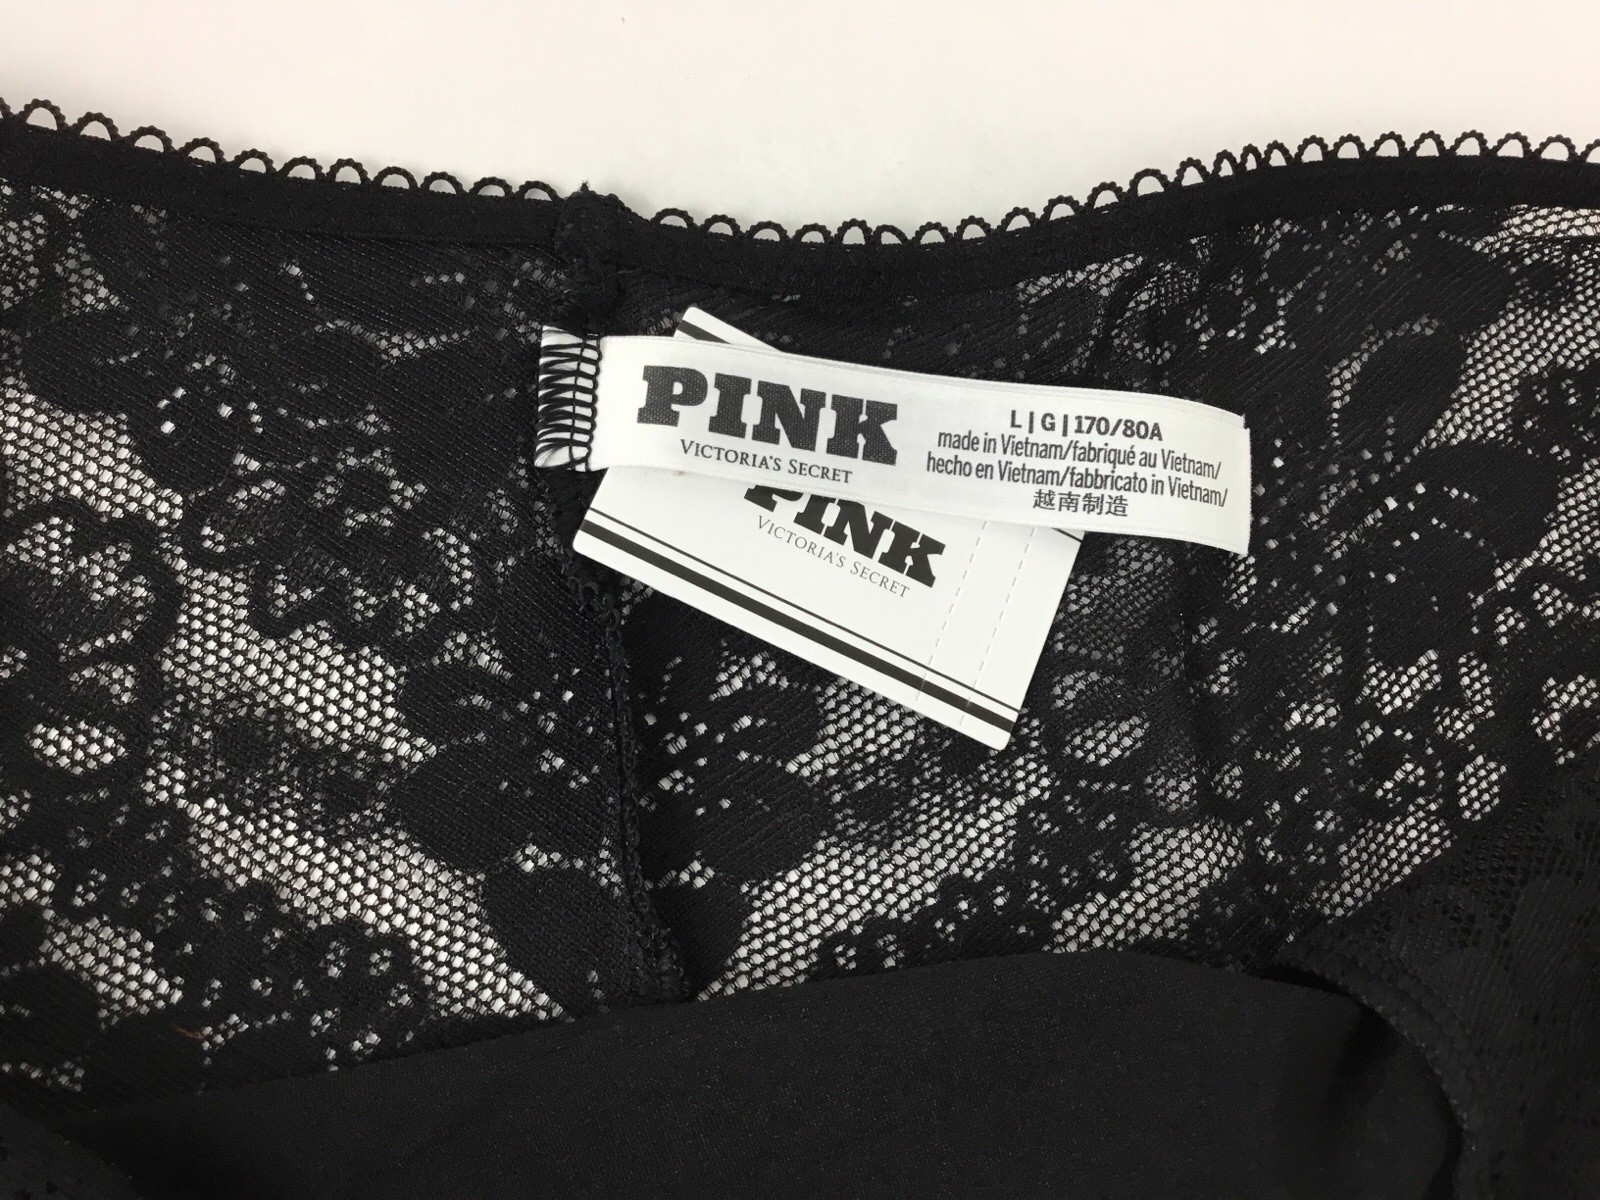 PINK
VICTORIA'S SECRET
L | G | 170/80A
made in Vietnam/fabriqué au Vietnam/
hecho en Vietnam/fabbricato in Vietnam/
越南制造
PINK
VICTORIA'S SECRET